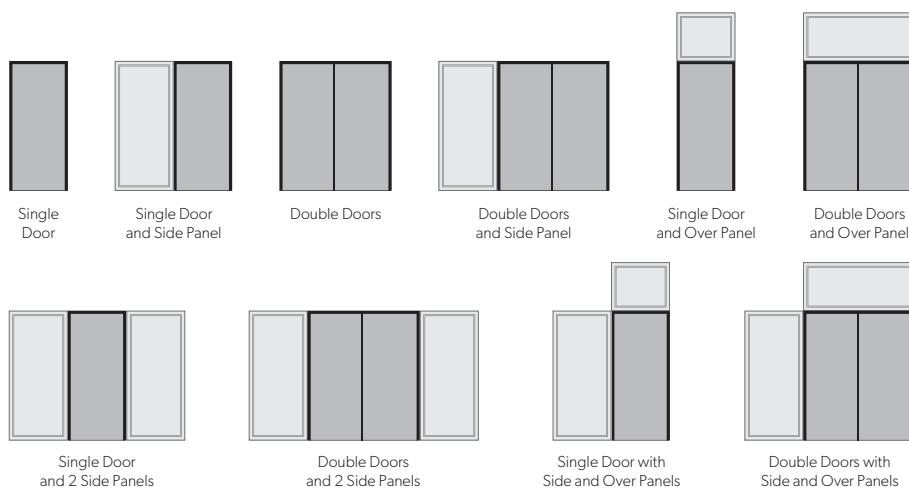 Single
Door
Single Door
and Side Panel
Double Doors
Double Doors
and Side Panel
Single Door
and Over Panel
Double Doors
and Over Panel
Single Door
and 2 Side Panels
Double Doors
and 2 Side Panels
Single Door with
Side and Over Panels
Double Doors with
Side and Over Panels